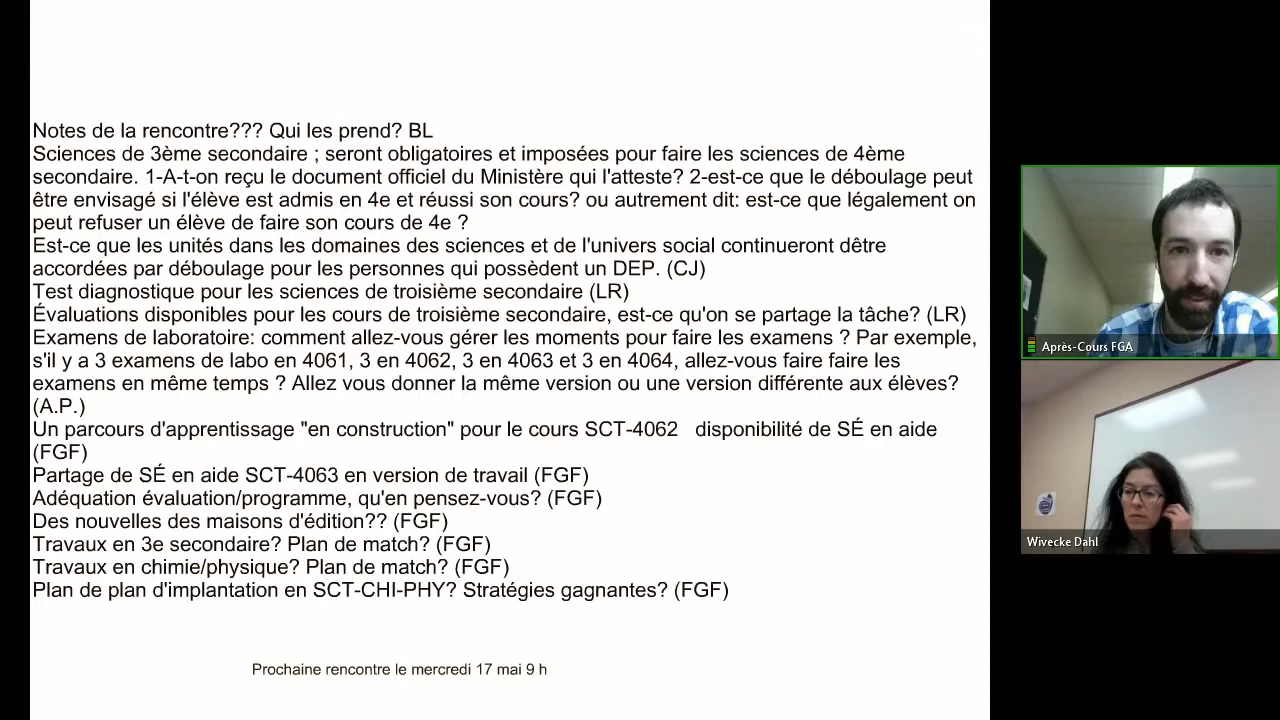 Notes de la rencontre??? Qui les prend? BL
Sciences de 3ème secondaire ; seront obligatoires et imposées pour faire les sciences de 4ème
secondaire. 1-A-t-on reçu le document officiel du Ministère qui l'atteste? 2-est-ce que le déboulage peut
être envisagé si l'élève est admis en 4e et réussi son cours? ou autrement dit: est-ce que légalement on
peut refuser un élève de faire son cours de 4e ?
Est-ce que les unités dans les domaines des sciences et de l'univers social continueront dêtre
accordées par déboulage pour les personnes qui possèdent un DEP. (CJ)
Test diagnostique pour les sciences de troisième secondaire (LR)
Évaluations disponibles pour les cours de troisième secondaire, est-ce qu'on se partage la tâche? (LR)
Examens de laboratoire: comment allez-vous gérer les moments pour faire les examens ? Par exemple,
s'il y a 3 examens de labo en 4061, 3 en 4062, 3 en 4063 et 3 en 4064, allez-vous faire faire les
examens en même temps ? Allez vous donner la même version ou une version différente aux élèves?
(A.P.)
Un parcours d'apprentissage "en construction" pour le cours SCT-4062 disponibilité de SÉ en aide
(FGF)
Partage de SÉ en aide SCT-4063 en version de travail (FGF)
Adéquation évaluation/programme, qu'en pensez-vous? (FGF)
Des nouvelles des maisons d'édition?? (FGF)
Travaux en 3e secondaire? Plan de match? (FGF)
Travaux en chimie/physique? Plan de match? (FGF)
Plan de plan d'implantation en SCT-CHI-PHY? Stratégies gagnantes? (FGF)
Prochaine rencontre le mercredi 17 mai 9 h
Après-Cours FGA
Wivecke Dahl